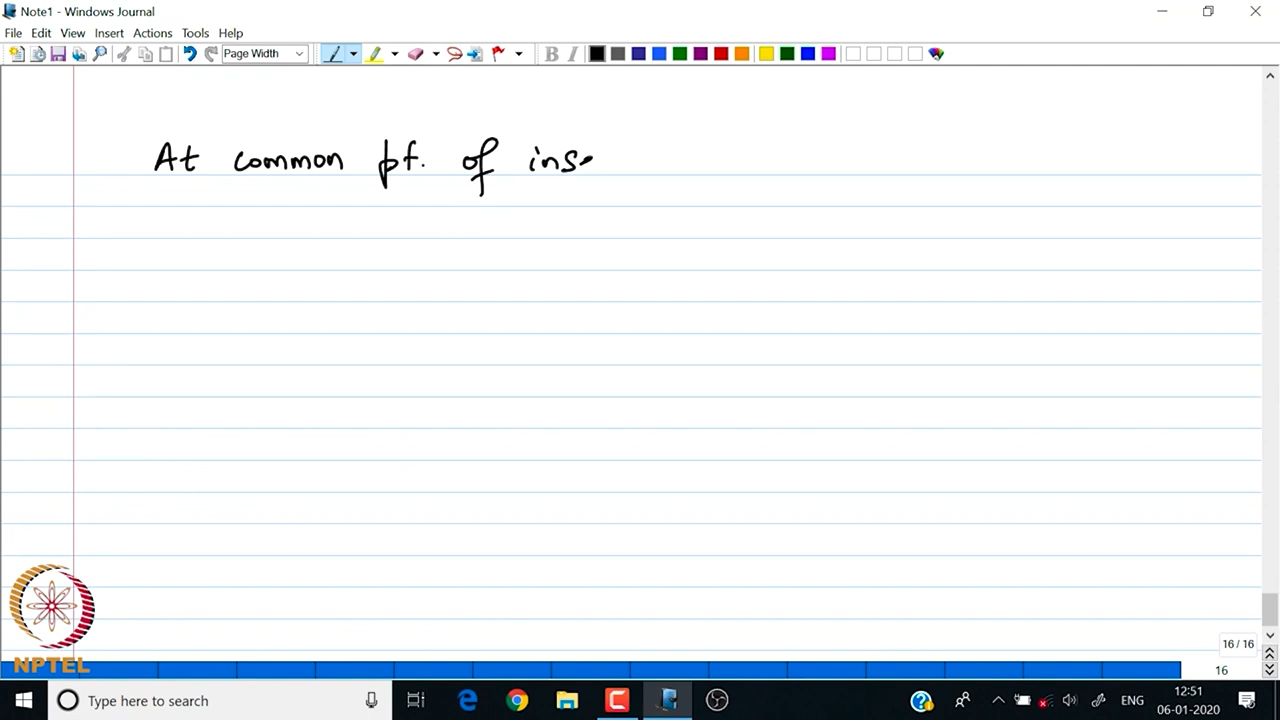 Note1 - Windows Journal
File Edit View Insert Actions Tools Help
Page Width B I
At common pt. of ins
16 / 16
NPTEL
16
Type here to search
ENG
12:51
06-01-2020